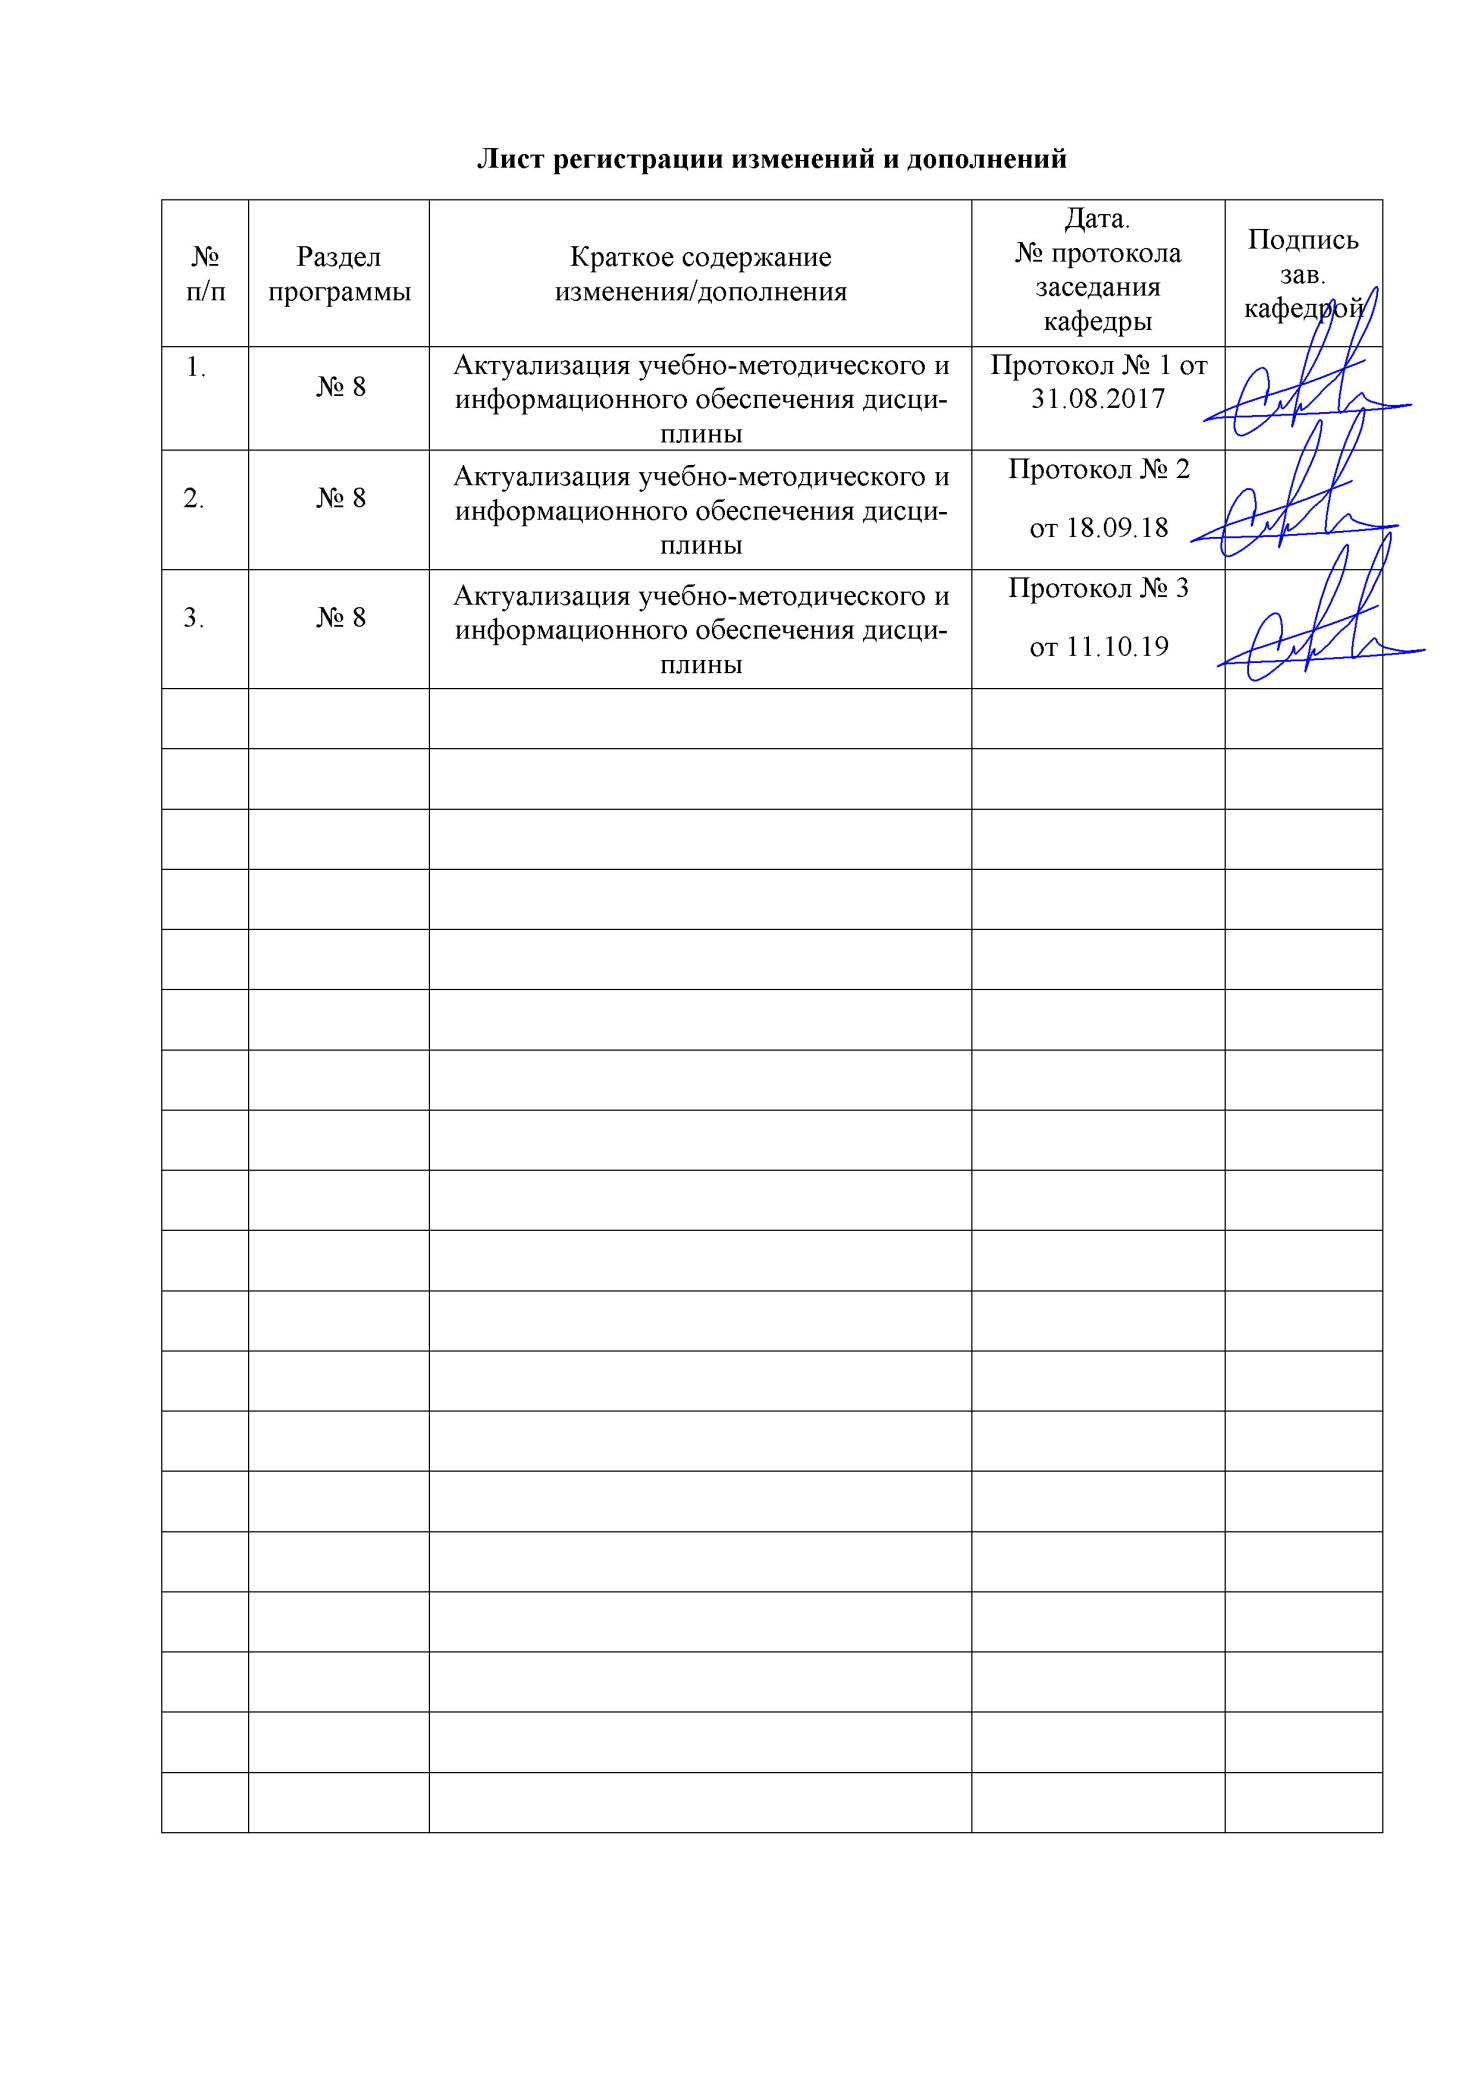 Лист регистрации изменений и дополнений
№
п/п
Раздел
программы
Краткое содержание
изменения/дополнения
Дата.
№ протокола
заседания
кафедры
Подпись
зав.
кафедрой
1.
№ 8
Актуализация учебно-методического и
информационного обеспечения дисци-
плины
Протокол № 1 от
31.08.2017
2.
№ 8
Актуализация учебно-методического и
информационного обеспечения дисци-
плины
Протокол № 2
от 18.09.18
3.
№ 8
Актуализация учебно-методического и
информационного обеспечения дисци-
плины
Протокол № 3
от 11.10.19